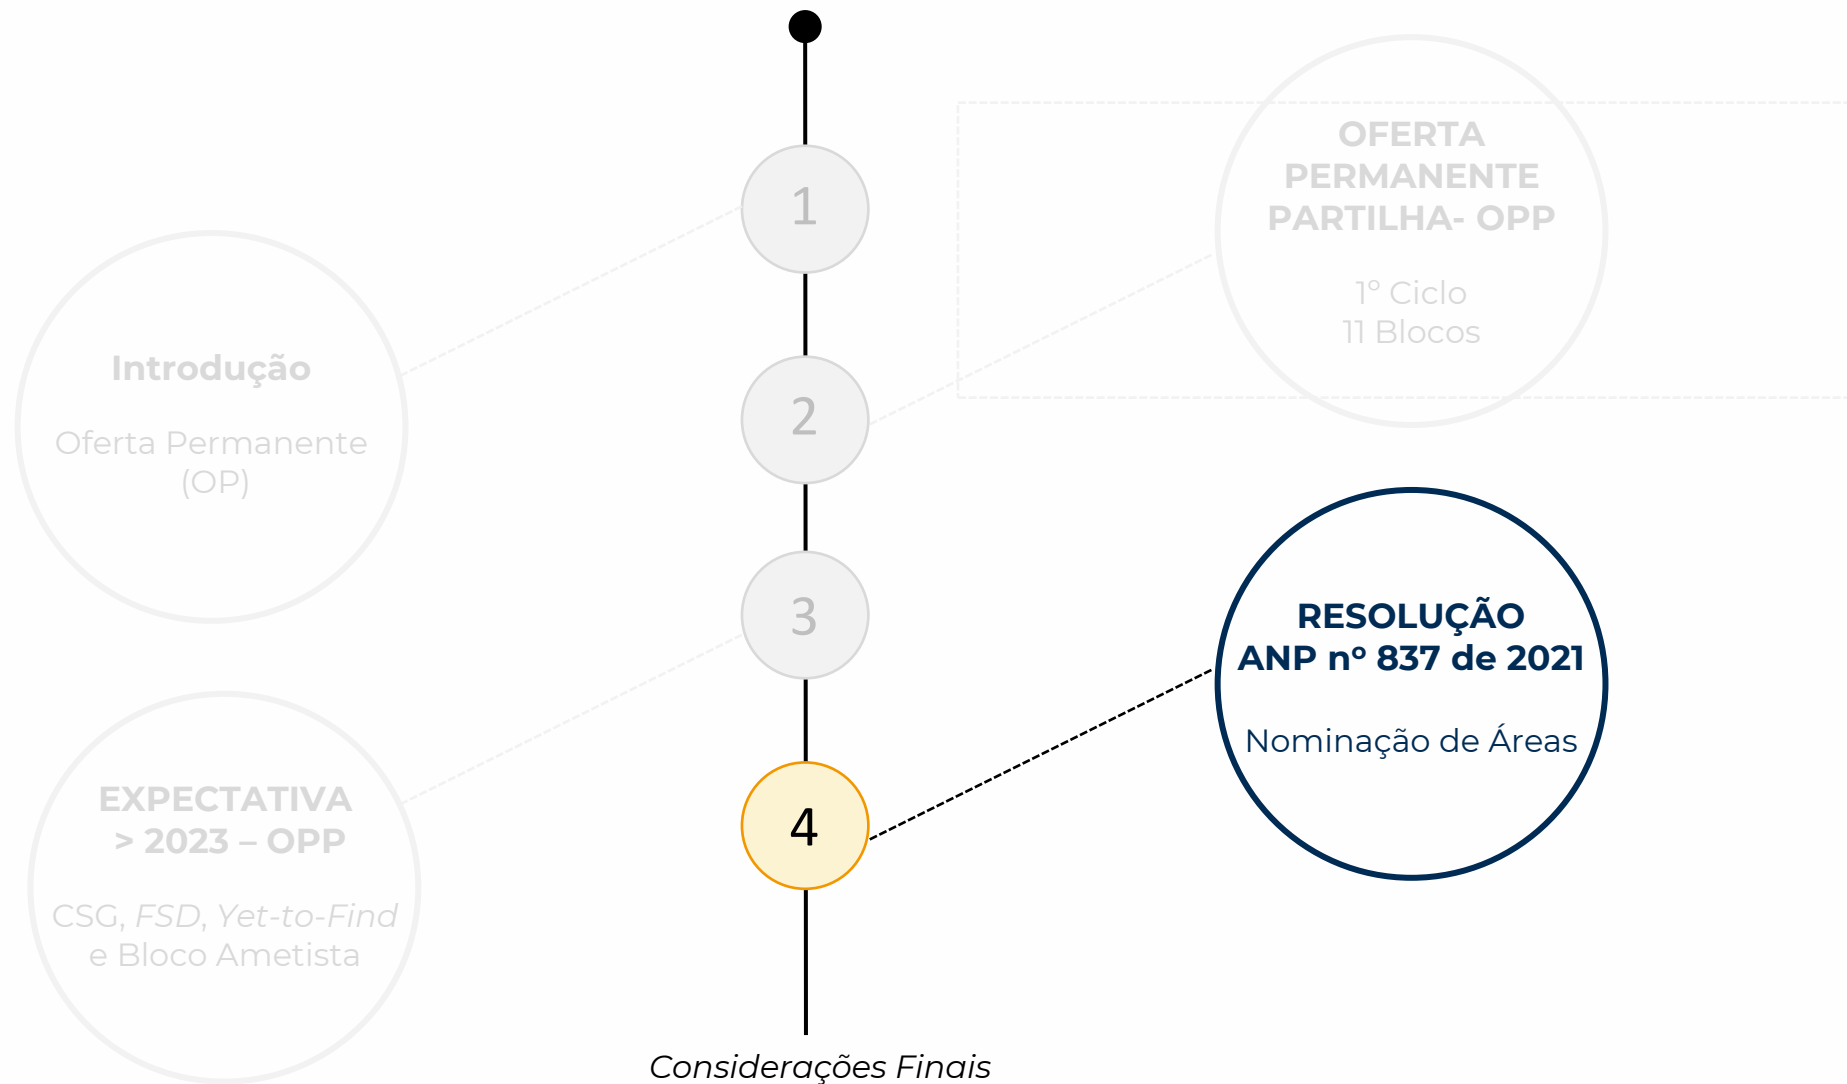 1
Introdução
Oferta Permanente
(OP)
2
OFERTA
PERMANENTE
PARTILHA- OPP
1º Ciclo
11 Blocos
3
EXPECTATIVA
> 2023 – OPP
CSG, FSD, Yet-to-Find
e Bloco Ametista
4
RESOLUÇÃO
ANP nº 837 de 2021
Nominação de Áreas
Considerações Finais